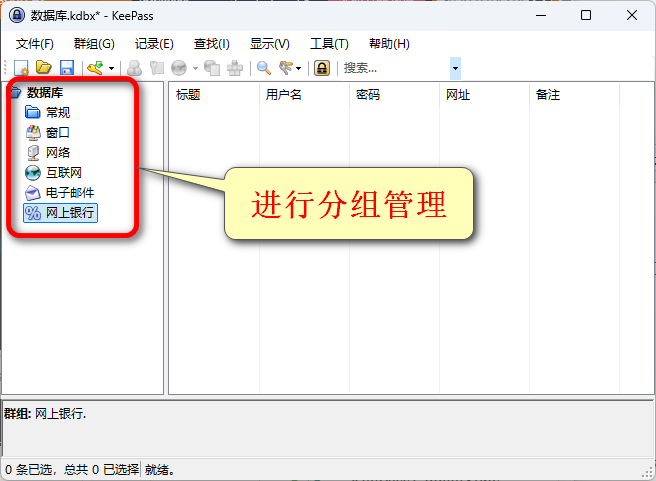 数据库.kdbx* - KeePass
文件(F) 群组(G) 记录(E) 查找(I) 显示(V) 工具(T) 帮助(H)
搜索...
数据库
常规
窗口
网络
互联网
电子邮件
网上银行
标题 用户名 密码 网址 备注
进行分组管理
群组: 网上银行.
0 条已选，总共 0 已选择 就绪。